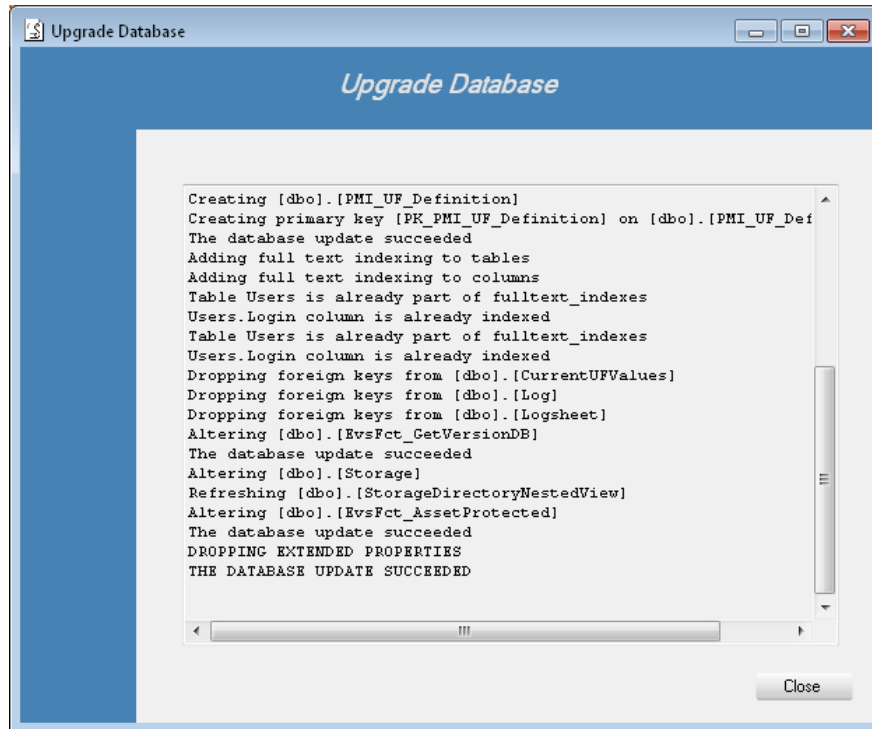 Upgrade Database
Upgrade Database
Creating [dbo].[PMI_UF_Definition]
Creating primary key [PK_PMI_UF_Definition] on [dbo].[PMI_UF_Def
The database update succeeded
Adding full text indexing to tables
Adding full text indexing to columns
Table Users is already part of fulltext_indexes
Users.Login column is already indexed
Table Users is already part of fulltext_indexes
Users.Login column is already indexed
Dropping foreign keys from [dbo].[CurrentUFValues]
Dropping foreign keys from [dbo].[Log]
Dropping foreign keys from [dbo].[Logsheet]
Altering [dbo].[EvsFct_GetVersionDB]
The database update succeeded
Altering [dbo].[Storage]
Refreshing [dbo].[StorageDirectoryNestedView]
Altering [dbo].[EvsFct_AssetProtected]
The database update succeeded
DROPPING EXTENDED PROPERTIES
THE DATABASE UPDATE SUCCEEDED
Close